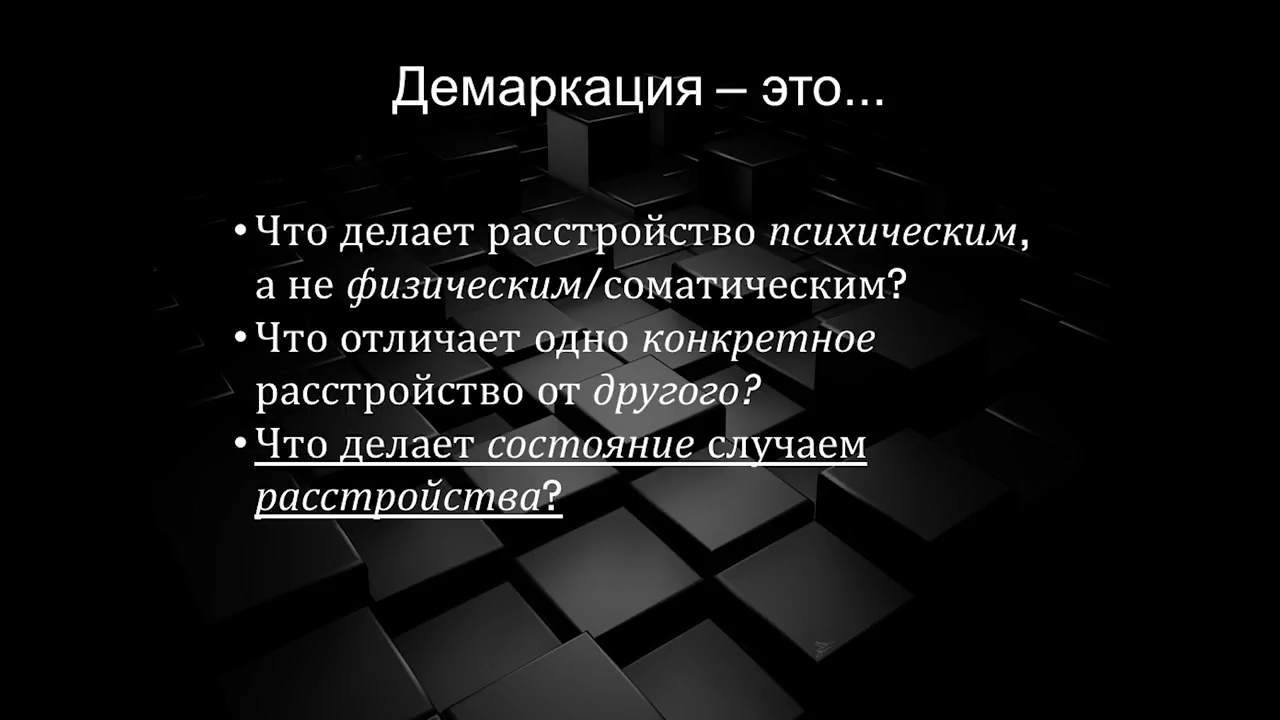 Демаркация – это...
• Что делает расстройство психическим,
а не физическим/соматическим?
• Что отличает одно конкретное
расстройство от другого?
• Что делает состояние случаем
расстройства?